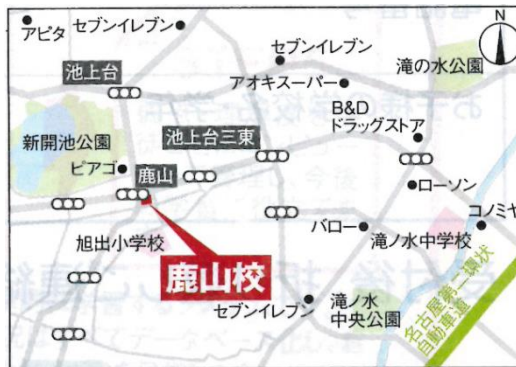 アピタ
セブンイレブン
N
セブンイレブン
滝の水公園
池上台
アオキスーパー
B&D
ドラッグストア
新開池公園
池上台三東
ピアゴ
鹿山
ローソン
コノミヤ
旭出小学校
バロー
滝ノ水中学校
鹿山校
セブンイレブン
滝ノ水
中央公園
名古屋第二環状
自動車道